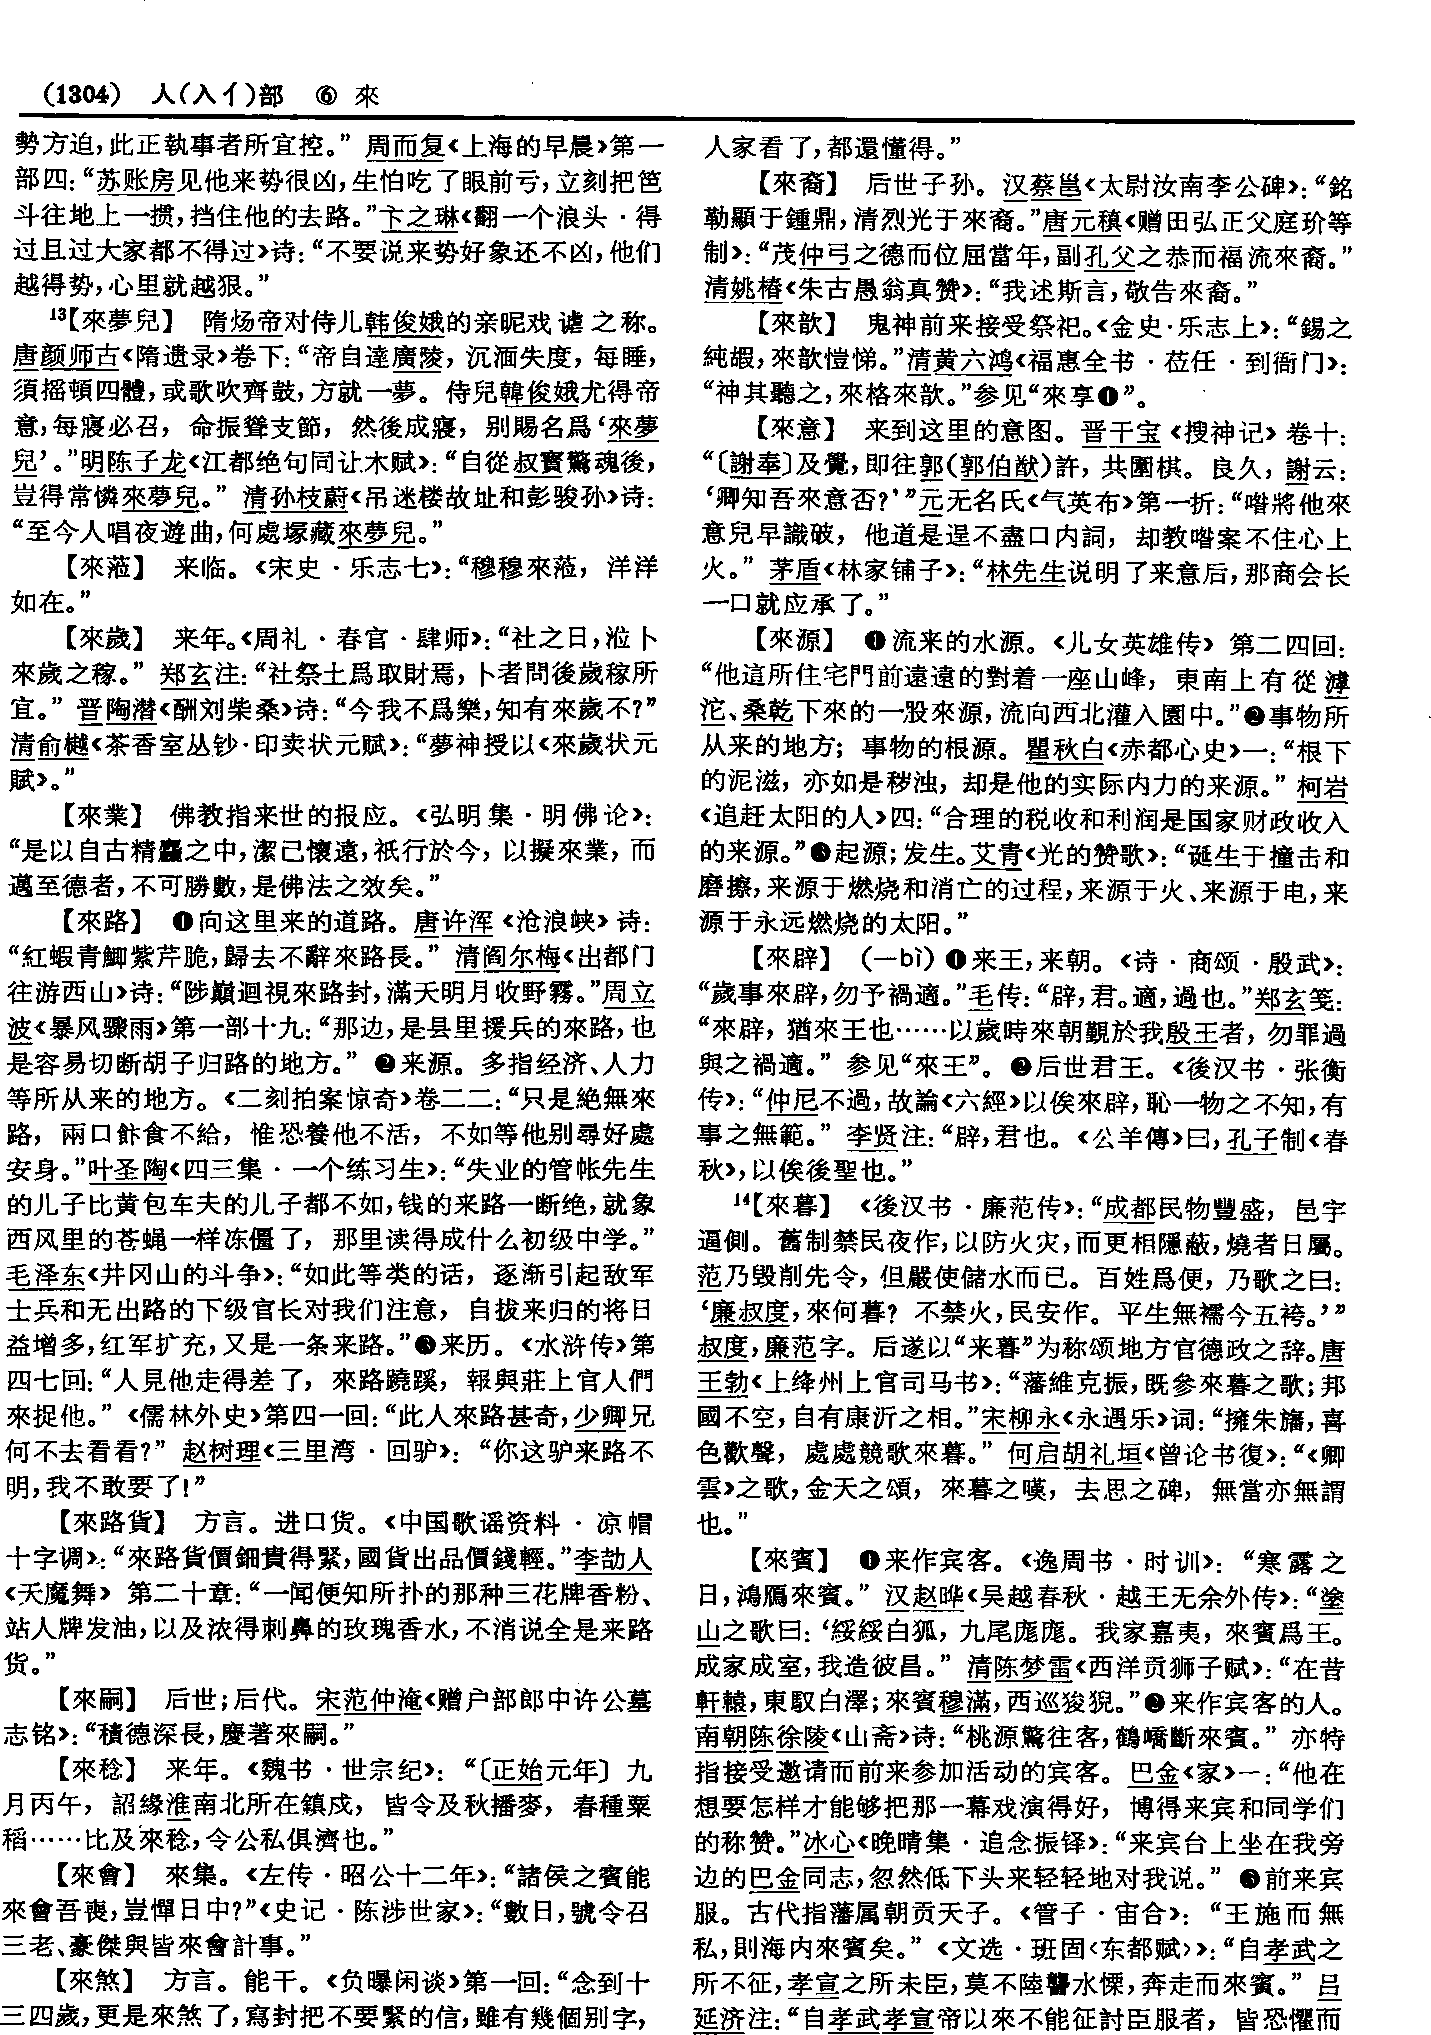 (1304) 人(入亻)部 ⑥ 來
勢方迫，此正執事者所宜控。” 周而复《上海的早晨》第一
部四：“苏账房见他来势很凶，生怕吃了眼前亏，立刻把笆
斗往地上一掼，挡住他的去路。”卞之琳《翻一个浪头·得
过且过大家都不得过》诗：“不要说来势好象还不凶，他们
越得势，心里就越狠。”
¹³【來夢兒】 隋炀帝对侍儿韩俊娥的亲昵戏谑之称。
唐颜师古《隋遗录》卷下：“帝自達廣陵，沉湎失度，每睡，
須摇頓四體，或歌吹齊鼓，方就一夢。侍兒韓俊娥尤得帝
意，每寢必召，命振聳支節，然後成寢，别賜名爲‘來夢
兒’。”明陈子龙《江都绝句同让木赋》：“自從叔寳驚魂後，
豈得常憐來夢兒。” 清孙枝蔚《吊迷楼故址和彭骏孙》诗：
“至今人唱夜遊曲，何處塚藏來夢兒。”
【來蒞】 来临。《宋史·乐志七》：“穆穆來蒞，洋洋
如在。”
【來歲】 来年。《周礼·春官·肆师》：“社之日，涖卜
來歲之稼。” 郑玄注：“社祭土爲取財焉，卜者問後歲稼所
宜。” 晋陶潜《酬刘柴桑》诗：“今我不爲樂，知有來歲不？”
清俞樾《茶香室丛钞·印卖状元赋》：“夢神授以《來歲状元
賦》。”
【來業】 佛教指来世的报应。《弘明集·明佛论》：
“是以自古精麤之中，潔己懷遠，祇行於今，以擬來業，而
邁至德者，不可勝數，是佛法之效矣。”
【來路】 ❶向这里来的道路。唐许浑《沧浪峡》诗：
“紅蝦青鯽紫芹脆，歸去不辭來路長。” 清阎尔梅《出都门
往游西山》诗：“陟巔迴視來路封，滿天明月收野霧。”周立
波《暴风骤雨》第一部十九：“那边，是县里援兵的來路，也
是容易切断胡子归路的地方。” ❷来源。多指经济、人力
等所从来的地方。《二刻拍案惊奇》卷二二：“只是絶無來
路，兩口飰食不給，惟恐養他不活，不如等他别尋好處
安身。”叶圣陶《四三集·一个练习生》：“失业的管帐先生
的儿子比黄包车夫的儿子都不如，钱的来路一断绝，就象
西风里的苍蝇一样冻僵了，那里读得成什么初级中学。”
毛泽东《井冈山的斗争》：“如此等类的话，逐渐引起敌军
士兵和无出路的下级官长对我们注意，自拔来归的将日
益增多，红军扩充，又是一条来路。”❸来历。《水浒传》第
四七回：“人見他走得差了，來路蹺蹊，報與莊上官人們
來捉他。”《儒林外史》第四一回：“此人來路甚奇，少卿兄
何不去看看？” 赵树理《三里湾·回驴》：“你这驴来路不
明，我不敢要了！”
【來路貨】 方言。进口货。《中国歌谣资料·凉帽
十字调》：“來路貨價鈿貴得緊，國貨出品價錢輕。”李劼人
《天魔舞》第二十章：“一闻便知所扑的那种三花牌香粉、
站人牌发油，以及浓得刺鼻的玫瑰香水，不消说全是来路
货。”
【來嗣】 后世；后代。宋范仲淹《赠户部郎中许公墓
志铭》：“積德深長，慶著來嗣。”
【來稔】 来年。《魏书·世宗纪》：“〔正始元年〕九
月丙午，詔緣淮南北所在鎮戍，皆令及秋播麥，春種粟
稻……比及來稔，令公私俱濟也。”
【來會】 來集。《左传·昭公十二年》：“諸侯之賓能
來會吾喪，豈憚日中？”《史记·陈涉世家》：“數日，號令召
三老、豪傑與皆來會計事。”
【來煞】 方言。能干。《负曝闲谈》第一回：“念到十
三四歲，更是來煞了，寫封把不要緊的信，雖有幾個别字，
人家看了，都還懂得。”
【來裔】 后世子孙。汉蔡邕《太尉汝南李公碑》：“銘
勒顯于鍾鼎，清烈光于來裔。”唐元稹《赠田弘正父庭玠等
制》：“茂仲弓之德而位屈當年，副孔父之恭而福流來裔。”
清姚椿《朱古愚翁真赞》：“我述斯言，敬告來裔。”
【來歆】 鬼神前来接受祭祀。《金史·乐志上》：“錫之
純嘏，來歆愷悌。”清黄六鸿《福惠全书·莅任·到衙门》：
“神其聽之，來格來歆。”参见“來享❶”。
【來意】 来到这里的意图。晋干宝《搜神记》卷十：
“〔謝奉〕及覺，即往郭(郭伯猷)許，共圍棋。良久，謝云：
‘卿知吾來意否？’”元无名氏《气英布》第一折：“喒將他來
意兒早識破，他道是逞不盡口内詞，却教喒案不住心上
火。” 茅盾《林家铺子》：“林先生说明了来意后，那商会长
一口就应承了。”
【來源】 ❶流来的水源。《儿女英雄传》第二四回：
“他這所住宅門前遠遠的對着一座山峰，東南上有從滹
沱、桑乾下來的一股來源，流向西北灌入園中。”❷事物所
从来的地方；事物的根源。瞿秋白《赤都心史》一：“根下
的泥滋，亦如是秽浊，却是他的实际内力的来源。” 柯岩
《追赶太阳的人》四：“合理的税收和利润是国家财政收入
的来源。”❸起源；发生。艾青《光的赞歌》：“诞生于撞击和
磨擦，来源于燃烧和消亡的过程，来源于火、来源于电，来
源于永远燃烧的太阳。”
【來辟】 (—bì) ❶来王，来朝。《诗·商颂·殷武》：
“歲事來辟，勿予禍適。”毛传：“辟，君。適，過也。”郑玄笺：
“來辟，猶來王也……以歲時來朝覲於我殷王者，勿罪過
與之禍適。” 参见“來王”。❷后世君王。《後汉书·张衡
传》：“仲尼不遇，故論《六經》以俟來辟，恥一物之不知，有
事之無範。” 李贤注：“辟，君也。《公羊傳》曰，孔子制《春
秋》，以俟後聖也。”
¹⁴【來暮】 《後汉书·廉范传》：“成都民物豐盛，邑宇
逼側。舊制禁民夜作，以防火灾，而更相隱蔽，燒者日屬。
范乃毁削先令，但嚴使儲水而已。百姓爲便，乃歌之曰：
‘廉叔度，來何暮？不禁火，民安作。平生無襦今五袴。’”
叔度，廉范字。后遂以“来暮”为称颂地方官德政之辞。唐
王勃《上绛州上官司马书》：“藩維克振，既參來暮之歌；邦
國不空，自有康沂之相。”宋柳永《永遇乐》词：“擁朱旛，喜
色歡聲，處處競歌來暮。” 何启胡礼垣《曾论书後》：“《卿
雲》之歌，金天之頌，來暮之嘆，去思之碑，無當亦無謂
也。”
【來賓】 ❶来作宾客。《逸周书·时训》：“寒露之
日，鴻鴈來賓。” 汉赵晔《吴越春秋·越王无余外传》：“塗
山之歌曰：‘綏綏白狐，九尾痝痝。我家嘉夷，來賓爲王。
成家成室，我造彼昌。” 清陈梦雷《西洋贡狮子赋》：“在昔
軒轅，東馭白澤；來賓穆滿，西巡狻猊。”❷来作宾客的人。
南朝陈徐陵《山斋》诗：“桃源驚往客，鶴嶠斷來賓。” 亦特
指接受邀请而前来参加活动的宾客。巴金《家》一：“他在
想要怎样才能够把那一幕戏演得好，博得来宾和同学们
的称赞。”冰心《晚晴集·追念振铎》：“来宾台上坐在我旁
边的巴金同志，忽然低下头来轻轻地对我说。” ❸前来宾
服。古代指藩属朝贡天子。《管子·宙合》：“王施而無
私，則海内來賓矣。”《文选·班固〈东都赋〉》：“自孝武之
所不征，孝宣之所未臣，莫不陸讋水慄，奔走而來賓。” 吕
延济注：“自孝武孝宣帝以來不能征討臣服者，皆恐懼而